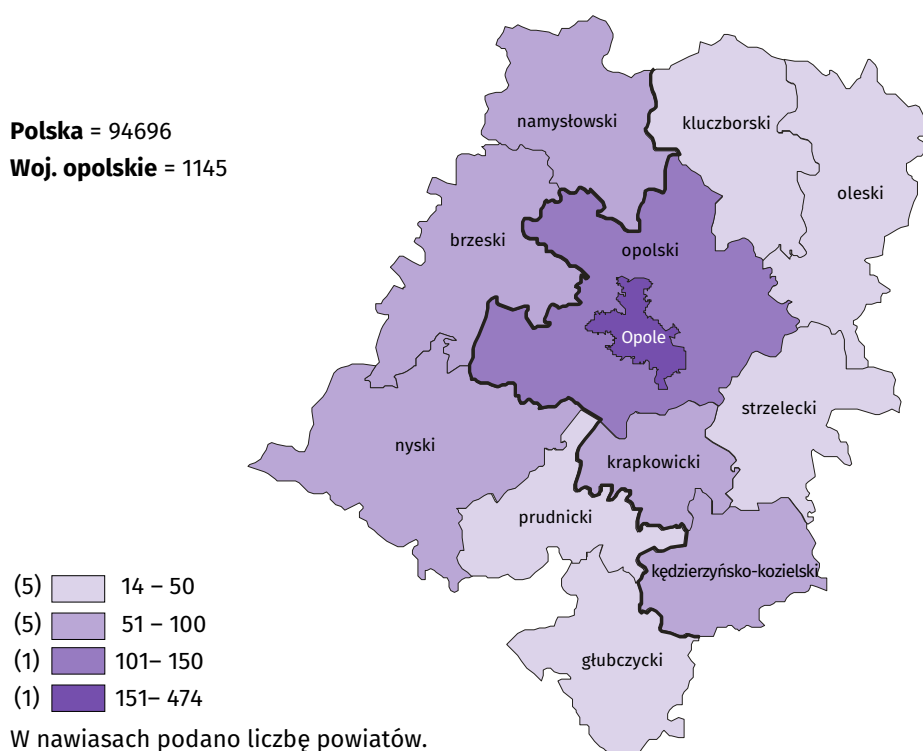 Polska = 94696
Woj. opolskie = 1145
namysłowski
kluczborski
oleski
brzeski
opolski
Opole
strzelecki
nyski
krapkowicki
prudnicki
kędzierzyńsko-kozielski
głubczycki
(5) 14 – 50
(5) 51 – 100
(1) 101– 150
(1) 151– 474
W nawiasach podano liczbę powiatów.